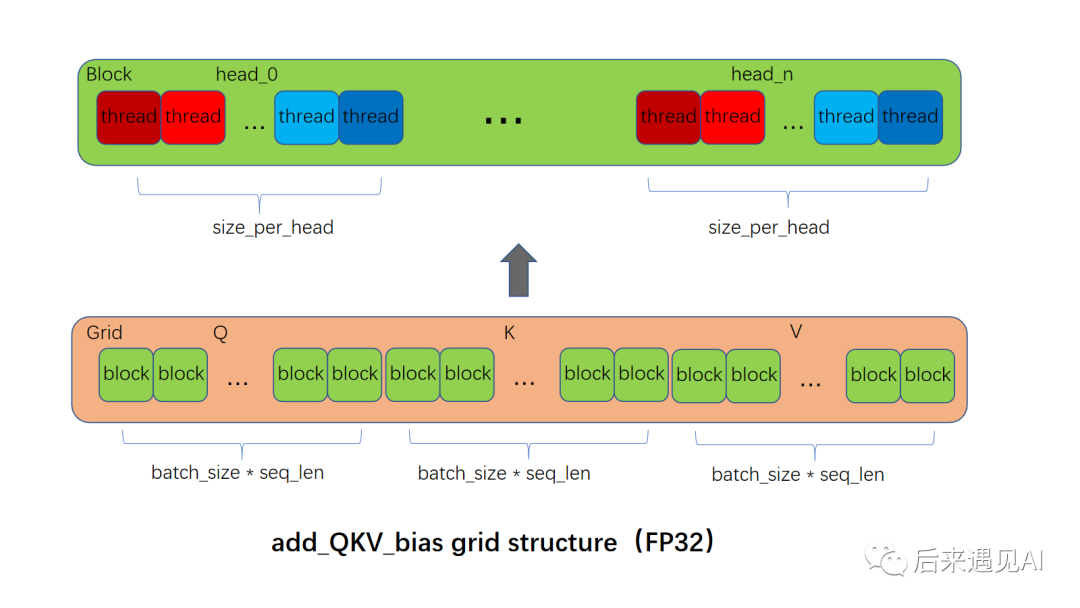 Block head_0 head_n
thread thread ... thread thread ... thread thread ... thread thread
size_per_head size_per_head
Grid Q K V
block block ... block block block block ... block block block block ... block block
batch_size * seq_len batch_size * seq_len batch_size * seq_len
add_QKV_bias grid structure（FP32）
后来遇见AI